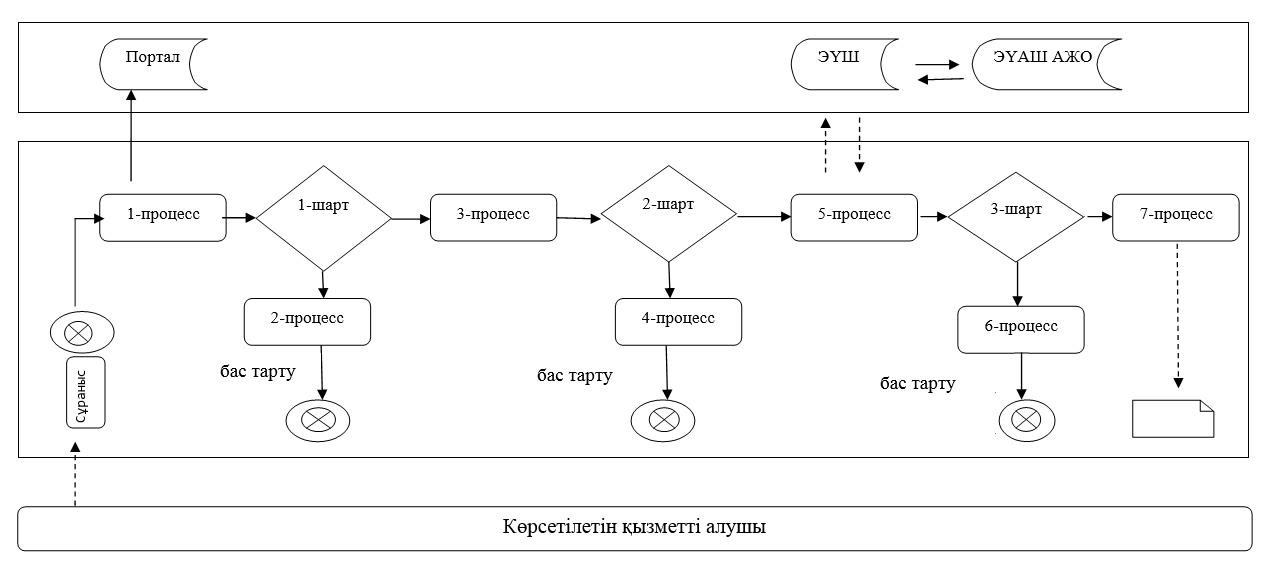 Портал
ЭҮШ
ЭҮАШ АЖО
1-процесс
1-шарт
3-процесс
2-шарт
5-процесс
3-шарт
7-процесс
2-процесс
4-процесс
6-процесс
бас тарту
бас тарту
бас тарту
Сұраныс
Көрсетілетін қызметті алушы